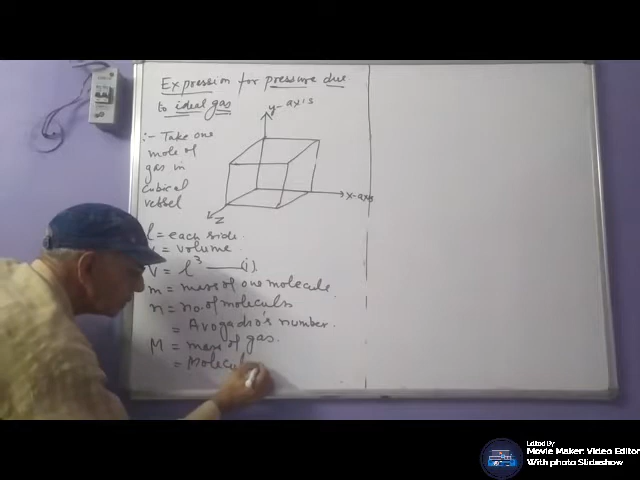 Expression for pressure due
to ideal gas
:- Take one
mole of
gas in
cubical
vessel
y-axis
x-axis
Z
l = each side.
= volume
V = l³ —(i).
m = mass of one molecule
n = no. of molecules
= Avogadro's number.
M = mass of gas.
= Molecul
Edited By
Movie Maker: Video Editor
With photo Slideshow